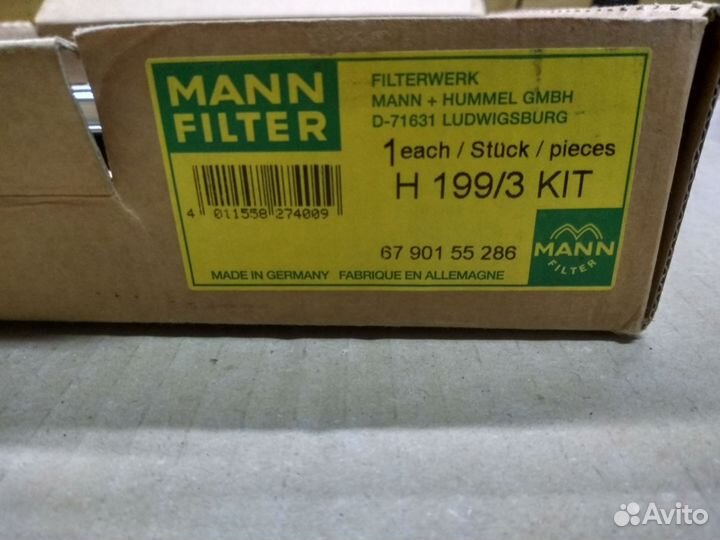 MANN
FILTER
FILTERWERK
MANN + HUMMEL GMBH
D-71631 LUDWIGSBURG
1 each / Stück / pieces
H 199/3 KIT
4 011558 274009
67 901 55 286
MANN
FILTER
MADE IN GERMANY FABRIQUE EN ALLEMAGNE
Avito